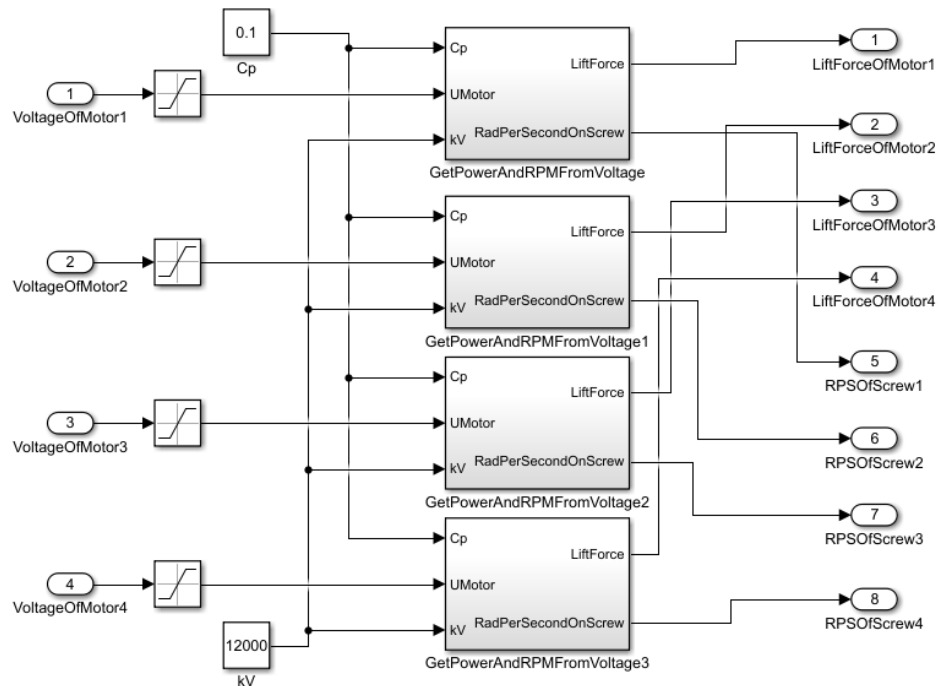 0.1
Cp
1
VoltageOfMotor1
Cp
UMotor
kV
LiftForce
RadPerSecondOnScrew
GetPowerAndRPMFromVoltage
1
LiftForceOfMotor1
2
LiftForceOfMotor2
2
VoltageOfMotor2
Cp
UMotor
kV
LiftForce
RadPerSecondOnScrew
GetPowerAndRPMFromVoltage1
3
LiftForceOfMotor3
4
LiftForceOfMotor4
3
VoltageOfMotor3
Cp
UMotor
kV
LiftForce
RadPerSecondOnScrew
GetPowerAndRPMFromVoltage2
5
RPSOfScrew1
6
RPSOfScrew2
4
VoltageOfMotor4
Cp
UMotor
kV
LiftForce
RadPerSecondOnScrew
GetPowerAndRPMFromVoltage3
7
RPSOfScrew3
8
RPSOfScrew4
12000
kV